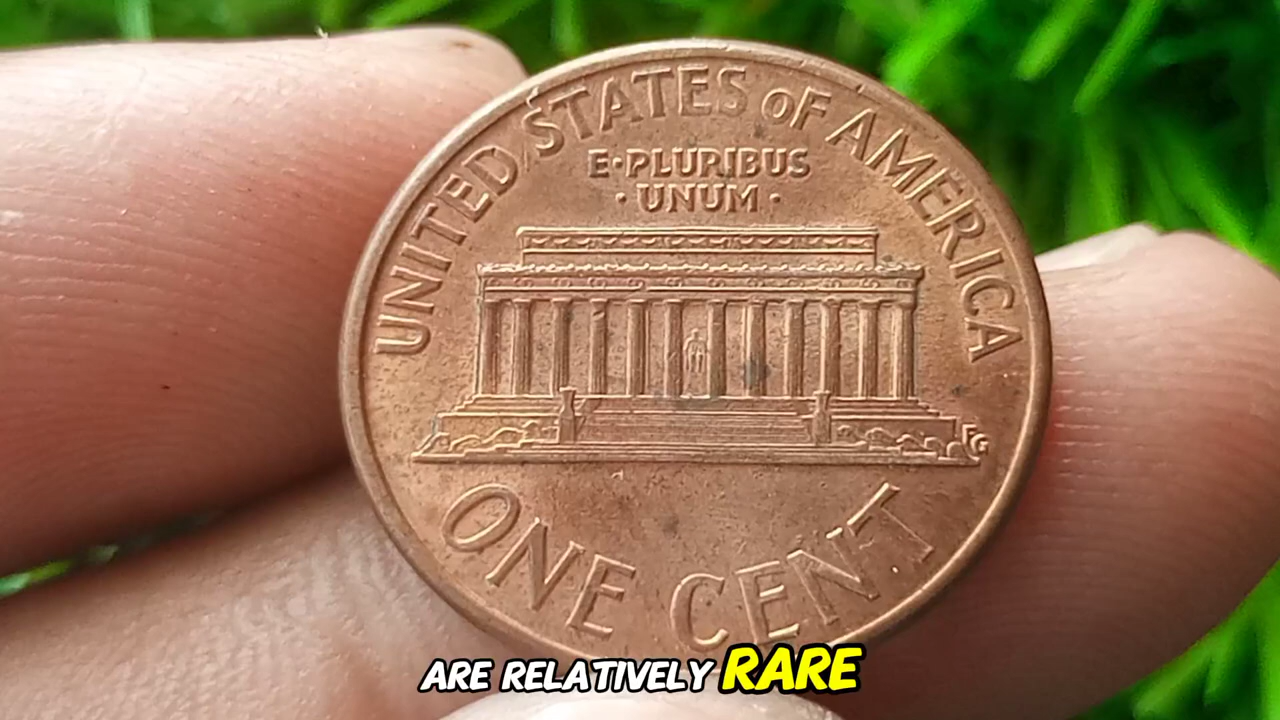 UNITED STATES OF AMERICA
E·PLURIBUS
·UNUM·
FG
ONE CENT
ARE RELATIVELY RARE